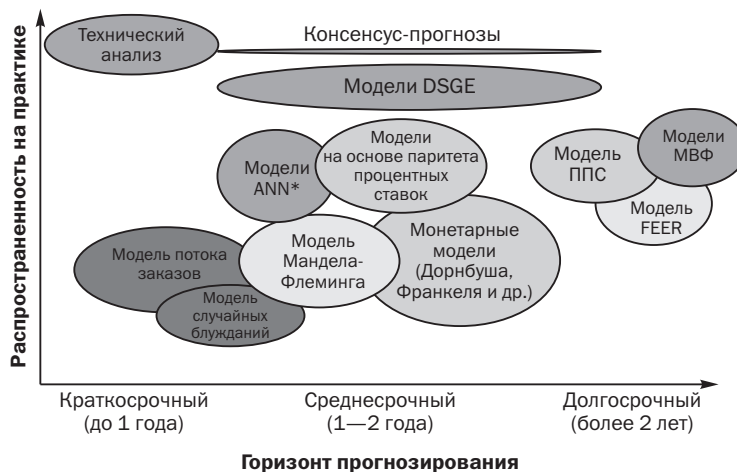 Распространенность на практике
Технический
анализ
Консенсус-прогнозы
Модели DSGE
Модели
ANN*
Модели
на основе паритета
процентных
ставок
Модель
ППС
Модели
МВФ
Модель
FEER
Модель потока
заказов
Модель
случайных
блужданий
Модель
Мандела-
Флеминга
Монетарные
модели
(Дорнбуша,
Франкеля и др.)
Краткосрочный
(до 1 года)
Среднесрочный
(1—2 года)
Долгосрочный
(более 2 лет)
Горизонт прогнозирования